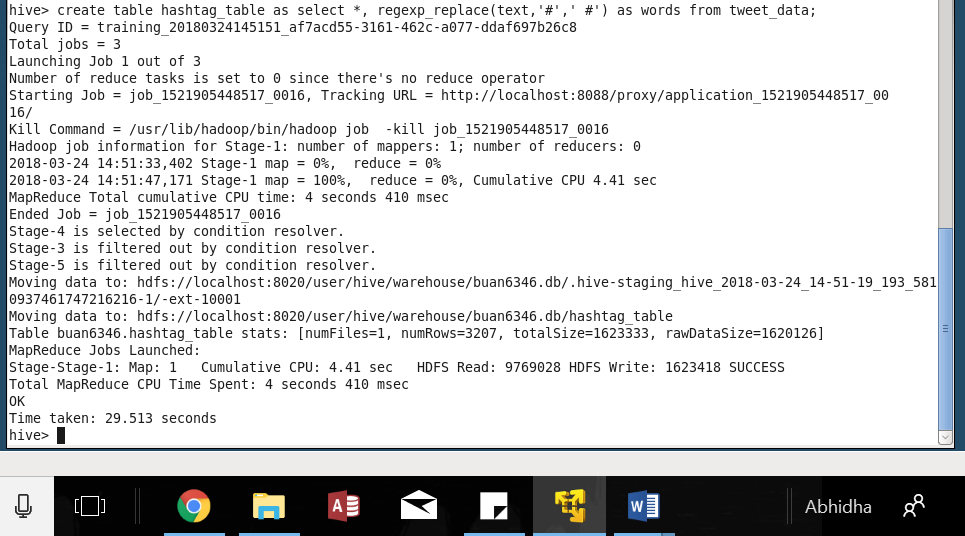 hive> create table hashtag_table as select *, regexp_replace(text,'#',' #') as words from tweet_data;
Query ID = training_20180324145151_af7acd55-3161-462c-a077-ddaf697b26c8
Total jobs = 3
Launching Job 1 out of 3
Number of reduce tasks is set to 0 since there's no reduce operator
Starting Job = job_1521905448517_0016, Tracking URL = http://localhost:8088/proxy/application_1521905448517_00
16/
Kill Command = /usr/lib/hadoop/bin/hadoop job  -kill job_1521905448517_0016
Hadoop job information for Stage-1: number of mappers: 1; number of reducers: 0
2018-03-24 14:51:33,402 Stage-1 map = 0%,  reduce = 0%
2018-03-24 14:51:47,171 Stage-1 map = 100%,  reduce = 0%, Cumulative CPU 4.41 sec
MapReduce Total cumulative CPU time: 4 seconds 410 msec
Ended Job = job_1521905448517_0016
Stage-4 is selected by condition resolver.
Stage-3 is filtered out by condition resolver.
Stage-5 is filtered out by condition resolver.
Moving data to: hdfs://localhost:8020/user/hive/warehouse/buan6346.db/.hive-staging_hive_2018-03-24_14-51-19_193_581
0937461747216216-1/-ext-10001
Moving data to: hdfs://localhost:8020/user/hive/warehouse/buan6346.db/hashtag_table
Table buan6346.hashtag_table stats: [numFiles=1, numRows=3207, totalSize=1623333, rawDataSize=1620126]
MapReduce Jobs Launched:
Stage-Stage-1: Map: 1   Cumulative CPU: 4.41 sec   HDFS Read: 9769028 HDFS Write: 1623418 SUCCESS
Total MapReduce CPU Time Spent: 4 seconds 410 msec
OK
Time taken: 29.513 seconds
hive>
A
W
Abhidha